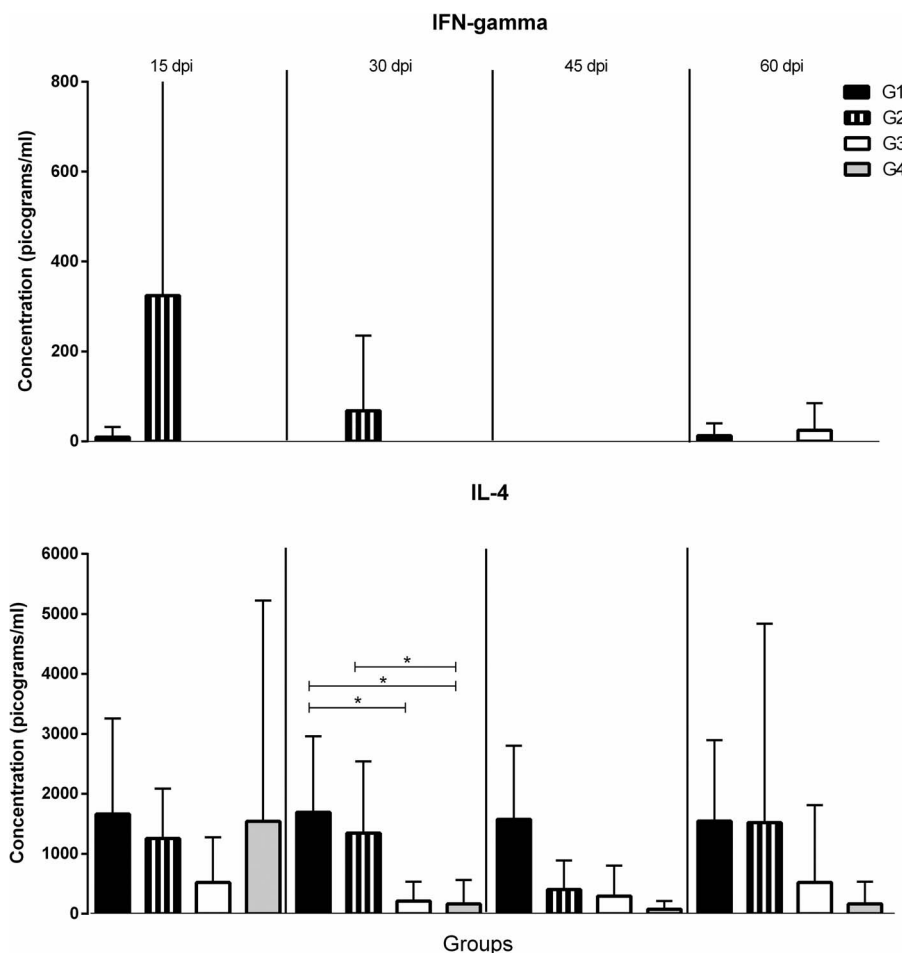 IFN-gamma
15 dpi 30 dpi 45 dpi 60 dpi
800
600
400
200
0
Concentration (picograms/ml)
G1
G2
G3
G4
IL-4
6000
5000
4000
3000
2000
1000
0
Concentration (picograms/ml)
*
*
*
Groups